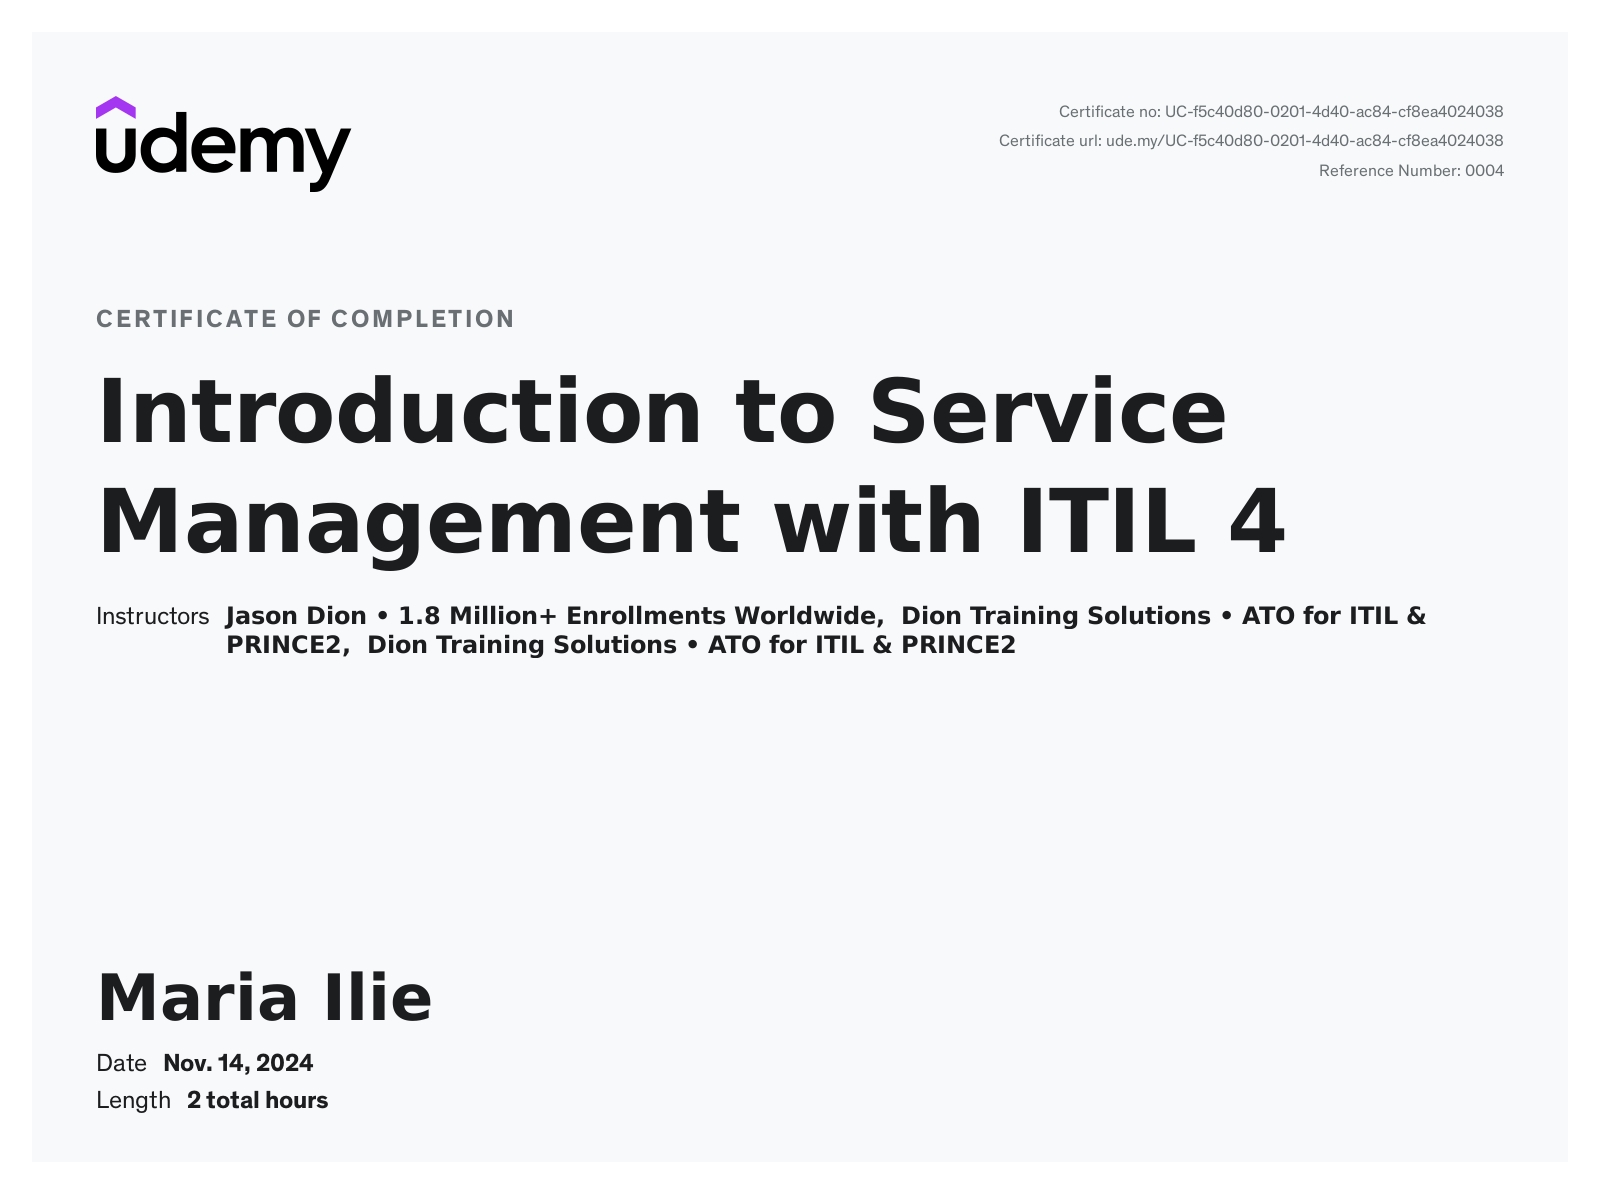 udemy
Certificate no: UC-f5c40d80-0201-4d40-ac84-cf8ea4024038
Certificate url: ude.my/UC-f5c40d80-0201-4d40-ac84-cf8ea4024038
Reference Number: 0004
CERTIFICATE OF COMPLETION
Introduction to Service
Management with ITIL 4
Instructors Jason Dion • 1.8 Million+ Enrollments Worldwide, Dion Training Solutions • ATO for ITIL &
PRINCE2, Dion Training Solutions • ATO for ITIL & PRINCE2
Maria Ilie
Date Nov. 14, 2024
Length 2 total hours